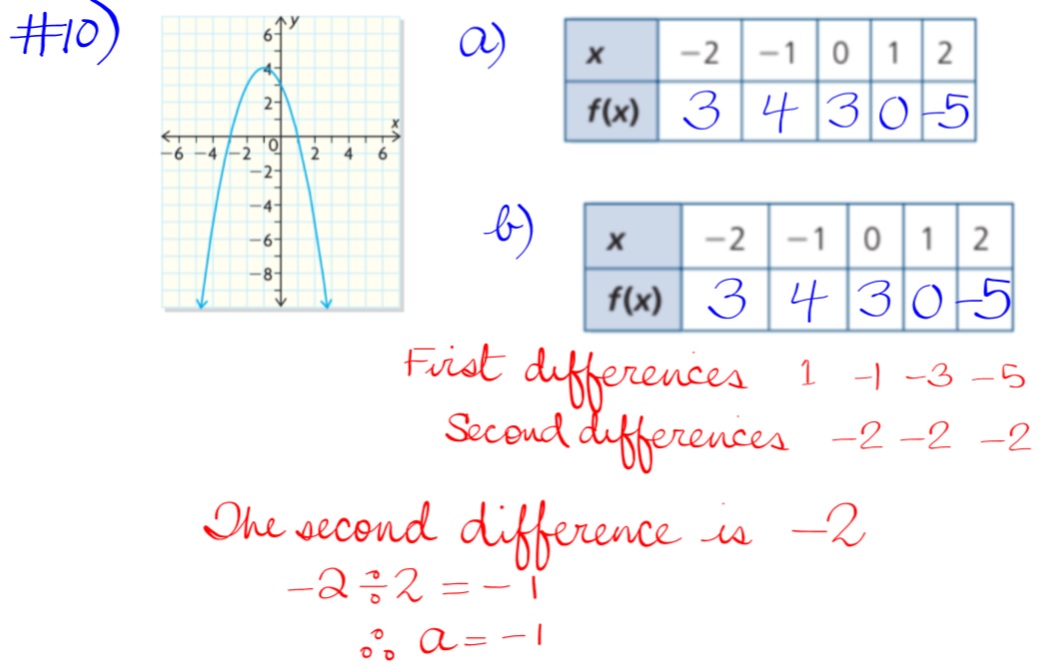 #10)
y
6
4
2
x
-6 -4 -2 0 2 4 6
-2
-4
-6
-8
a)
x -2 -1 0 1 2
f(x) 3 4 3 0 -5
b)
x -2 -1 0 1 2
f(x) 3 4 3 0 -5
First differences 1 -1 -3 -5
Second differences -2 -2 -2
The second difference is -2
-2 ÷ 2 = -1
∴ a = -1